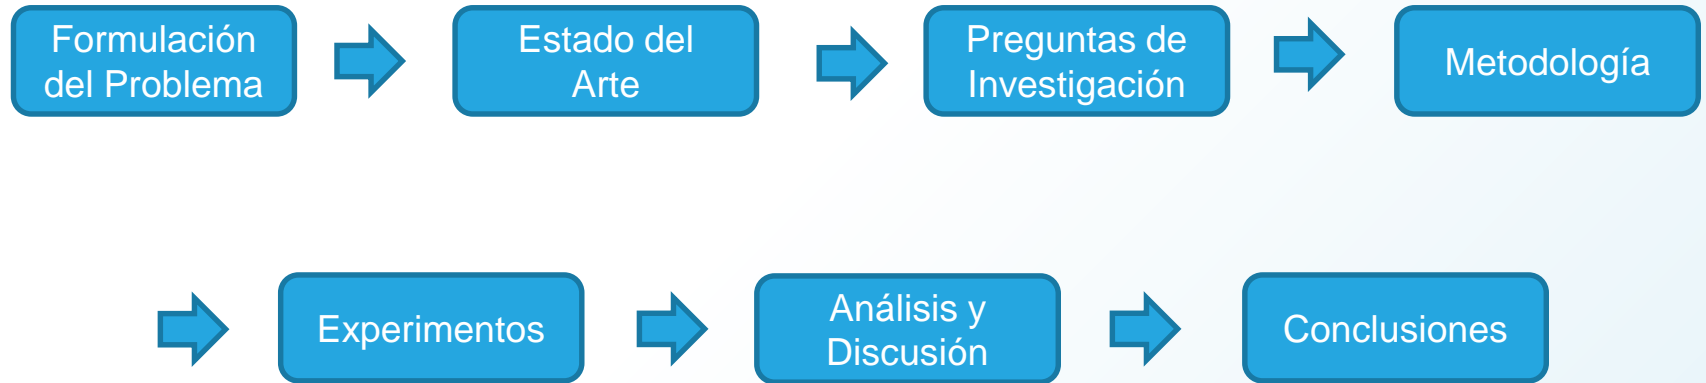 Formulación
del Problema
Estado del
Arte
Preguntas de
Investigación
Metodología
Experimentos
Análisis y
Discusión
Conclusiones